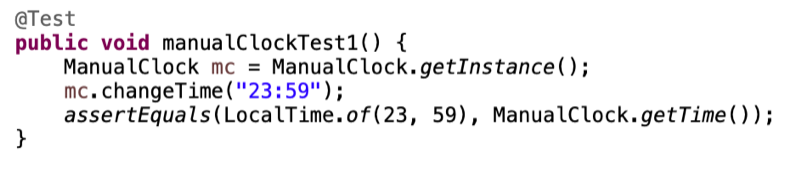 @Test
public void manualClockTest1() {
    ManualClock mc = ManualClock.getInstance();
    mc.changeTime("23:59");
    assertEquals(LocalTime.of(23, 59), ManualClock.getTime());
}